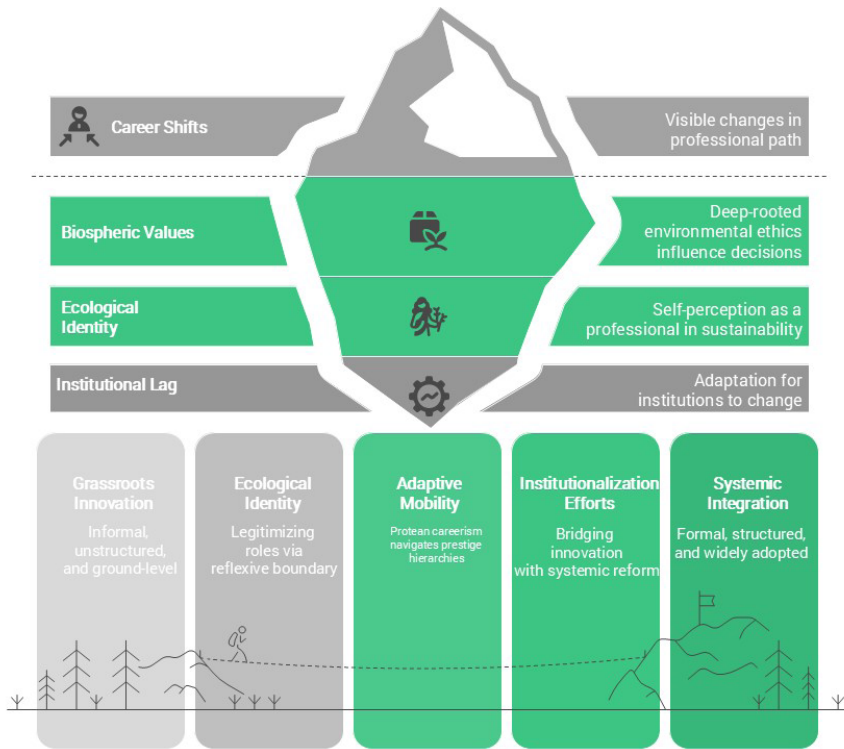 Career Shifts
Visible changes in
professional path
Biospheric Values
Deep-rooted
environmental ethics
influence decisions
Ecological
Identity
Self-perception as a
professional in sustainability
Institutional Lag
Adaptation for
institutions to change
Grassroots
Innovation
Informal,
unstructured,
and ground-level
Ecological
Identity
Legitimizing
roles via
reflexive boundary
Adaptive
Mobility
Protean careerism
navigates prestige
hierarchies
Institutionalization
Efforts
Bridging
innovation
with systemic reform
Systemic
Integration
Formal, structured,
and widely adopted